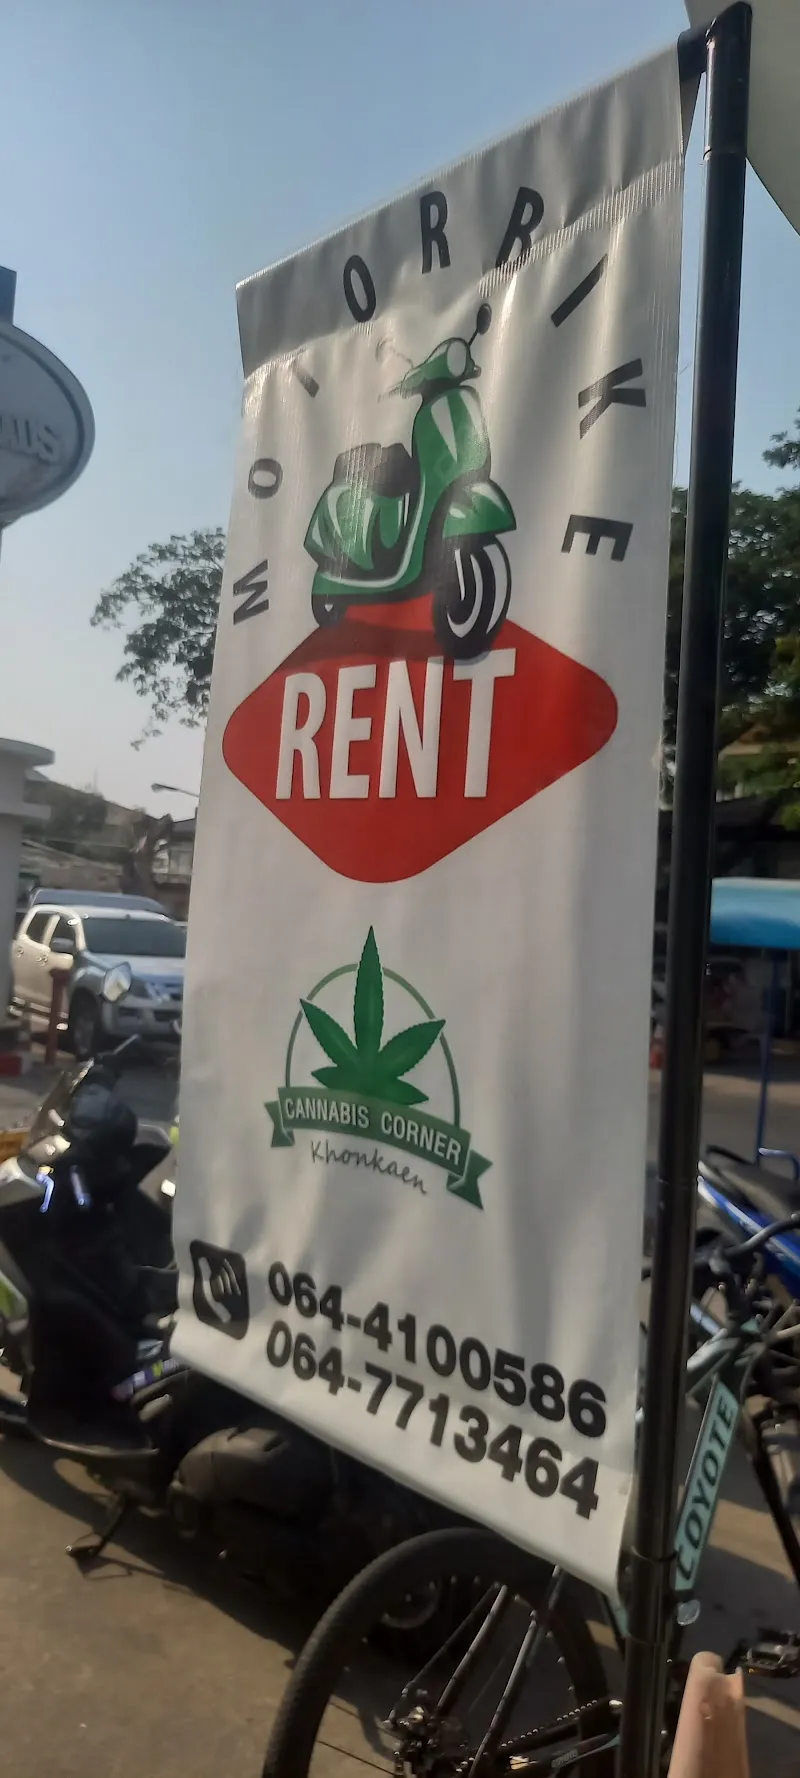 MOTORBIKE
RENT
CANNABIS CORNER
Khonkaen
064-4100586
064-7713464
COYOTE